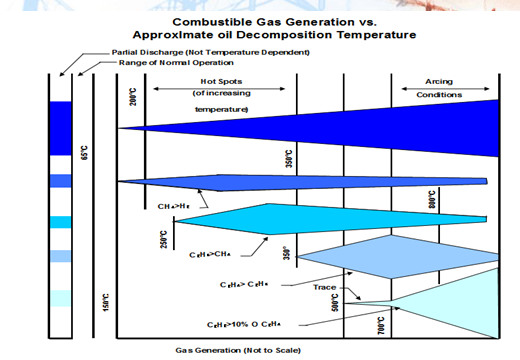 Combustible Gas Generation vs.
ApproxImate oil Decomposition Temperature
Parlial Discharge (Not Temperature Dependent)
Range of Normal Operation
Hot Spots
(of increasing
temperature)
Arcing
Conditions
200°C
65°C
350°C
800°C
CH4>H2
250°C
C2H6>CH4
350°
C2H4> C2H6
Trace
150°C
500°C
700°C
C2H2>10% O C2H4
Gas Generation (Not to Scale)